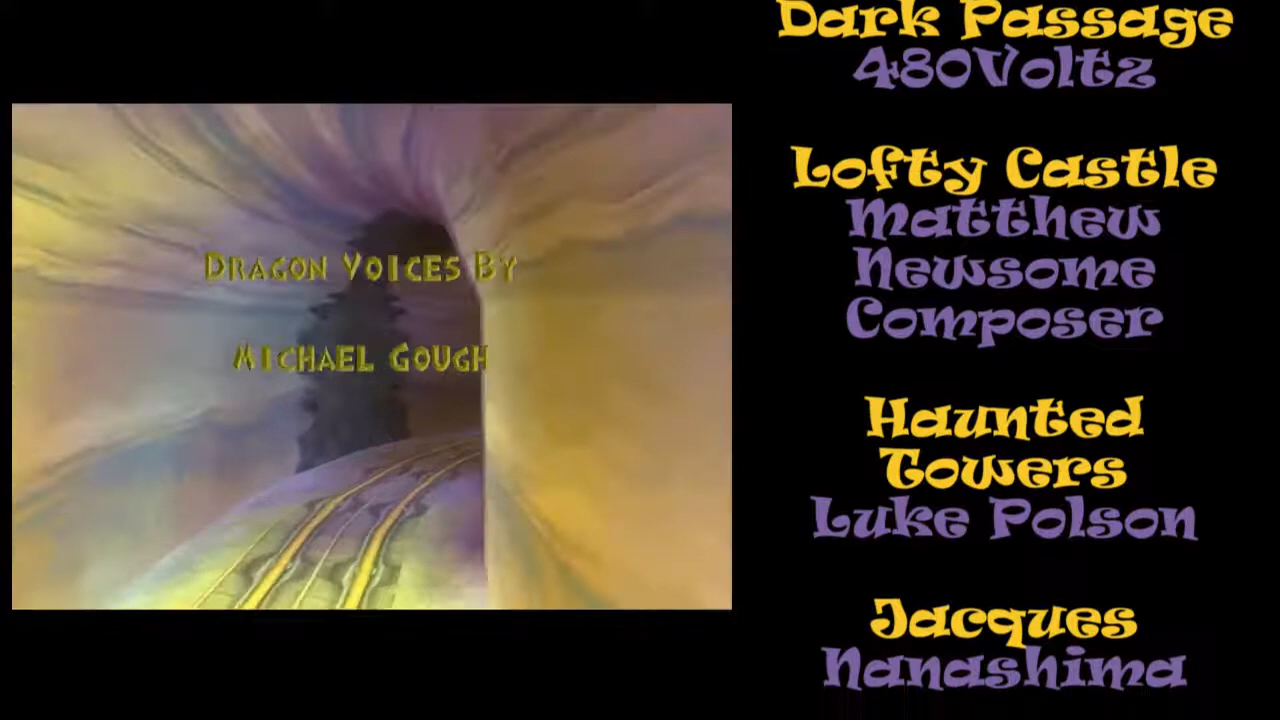 Dragon Voices By
Michael Gough
Dark Passage
480Voltz
Lofty Castle
Matthew
Newsome
Composer
Haunted
Towers
Luke Polson
Jacques
Nanashima